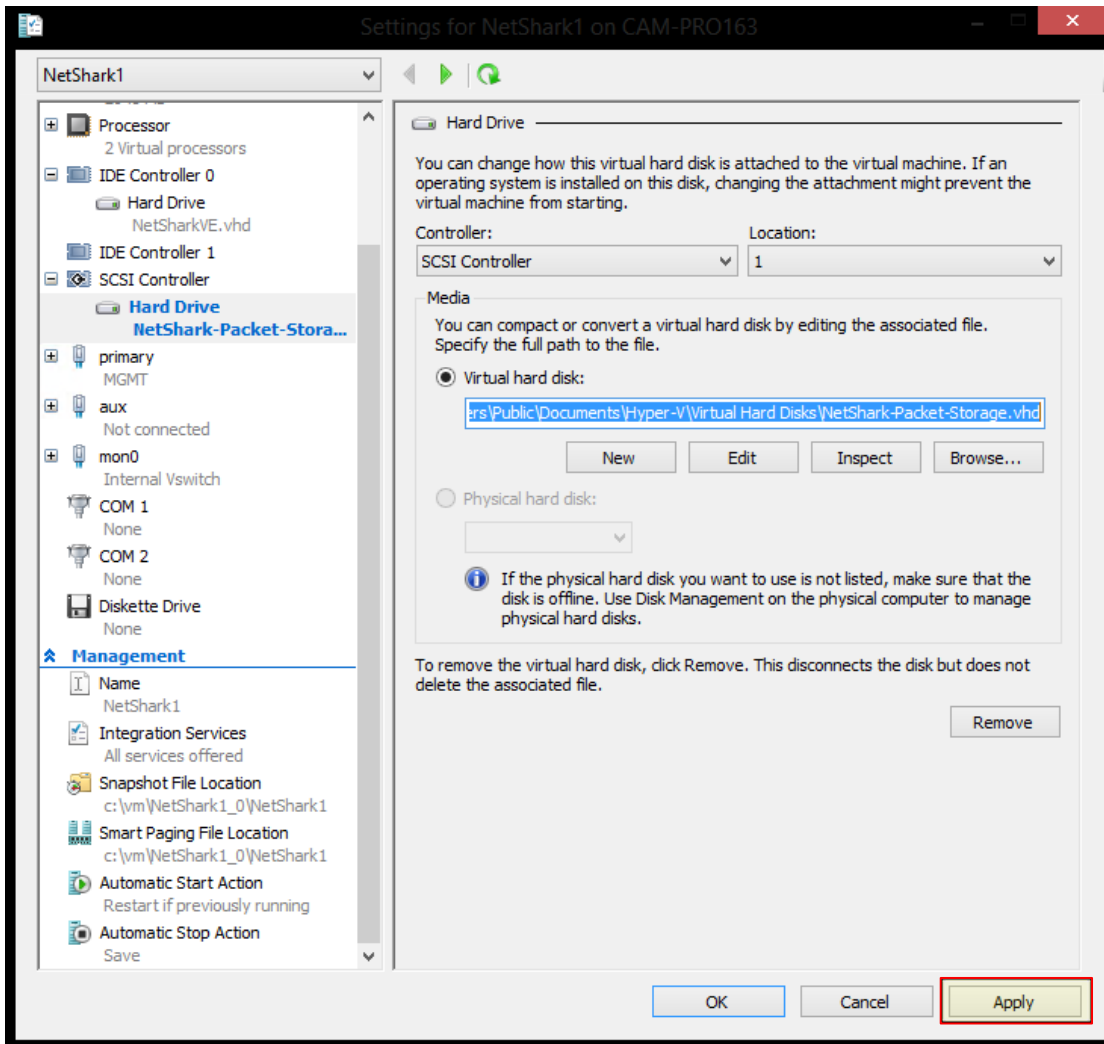 Settings for NetShark1 on CAM-PRO163
NetShark1
Processor
2 Virtual processors
IDE Controller 0
Hard Drive
NetSharkVE.vhd
IDE Controller 1
SCSI Controller
Hard Drive
NetShark-Packet-Stora...
primary
MGMT
aux
Not connected
mon0
Internal Vswitch
COM 1
None
COM 2
None
Diskette Drive
None
Management
Name
NetShark1
Integration Services
All services offered
Snapshot File Location
c:\vm\NetShark1_0\NetShark1
Smart Paging File Location
c:\vm\NetShark1_0\NetShark1
Automatic Start Action
Restart if previously running
Automatic Stop Action
Save
Hard Drive
You can change how this virtual hard disk is attached to the virtual machine. If an
operating system is installed on this disk, changing the attachment might prevent the
virtual machine from starting.
Controller: Location:
SCSI Controller 1
Media
You can compact or convert a virtual hard disk by editing the associated file.
Specify the full path to the file.
Virtual hard disk:
ers\Public\Documents\Hyper-V\Virtual Hard Disks\NetShark-Packet-Storage.vhd
New Edit Inspect Browse...
Physical hard disk:
If the physical hard disk you want to use is not listed, make sure that the
disk is offline. Use Disk Management on the physical computer to manage
physical hard disks.
To remove the virtual hard disk, click Remove. This disconnects the disk but does not
delete the associated file.
Remove
OK Cancel Apply